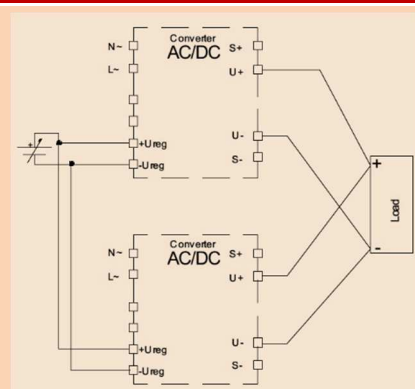 Converter
AC/DC
N~
L~
S+
U+
+Ureg
-Ureg
U-
S-
+
+
-
Load
Converter
AC/DC
N~
L~
S+
U+
+Ureg
-Ureg
U-
S-